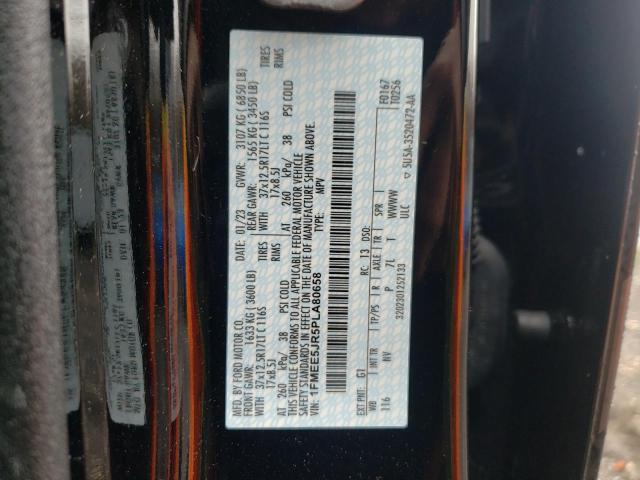 MFD. BY FORD MOTOR CO.
DATE: 01/23 GVWR: 3107 KG ( 6850 LB)
FRONT GAWR: 1633 KG ( 3600 LB) REAR GAWR: 1565 KG ( 3450 LB)
WITH 37x12.5R17LT C 116S TIRES WITH 37x12.5R17LT C 116S TIRES
17x8.5J RIMS 17x8.5J RIMS
AT 260 kPa/ 38 PSI COLD AT 260 kPa/ 38 PSI COLD
THIS VEHICLE CONFORMS TO ALL APPLICABLE FEDERAL MOTOR VEHICLE
SAFETY STANDARDS IN EFFECT ON THE DATE OF MANUFACTURE SHOWN ABOVE.
VIN: 1FMEE5JR5PLA80658 TYPE: MPV
3202301252133
F0167
T0256
EXT PNT: G1 RC: 13 DSO:
WB INT TR TP/PS R AXLE TR SPR
116 HV P 7L I WWWW
ULC 5U5A-3520472-AA